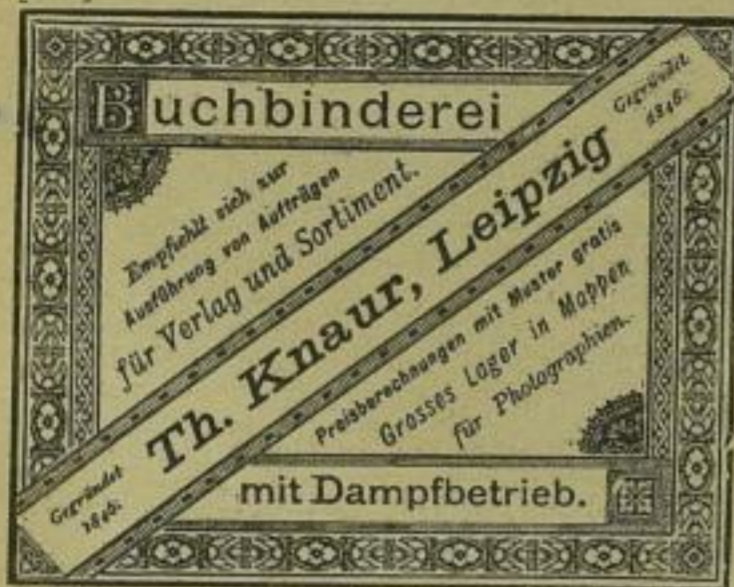 Buchbinderei
Gegründet
1846.
Empfiehlt sich zur
Ausführung von Aufträgen
für Verlag und Sortiment.
Th. Knaur, Leipzig
Preisberechnungen mit Muster gratis
Grosses Lager in Mappen
für Photographien.
Gegründet
1846.
mit Dampfbetrieb.